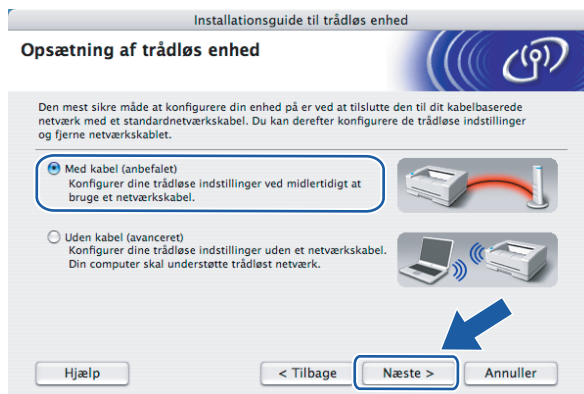 Installationsguide til trådløs enhed
Opsætning af trådløs enhed
Den mest sikre måde at konfigurere din enhed på er ved at tilslutte den til dit kabelbaserede
netværk med et standardnetværkskabel. Du kan derefter konfigurere de trådløse indstillinger
og fjerne netværkskablet.
Med kabel (anbefalet)
Konfigurer dine trådløse indstillinger ved midlertidigt at
bruge et netværkskabel.
Uden kabel (avanceret)
Konfigurer dine trådløse indstillinger uden et netværkskabel.
Din computer skal understøtte trådløst netværk.
Hjælp
< Tilbage
Næste >
Annuller